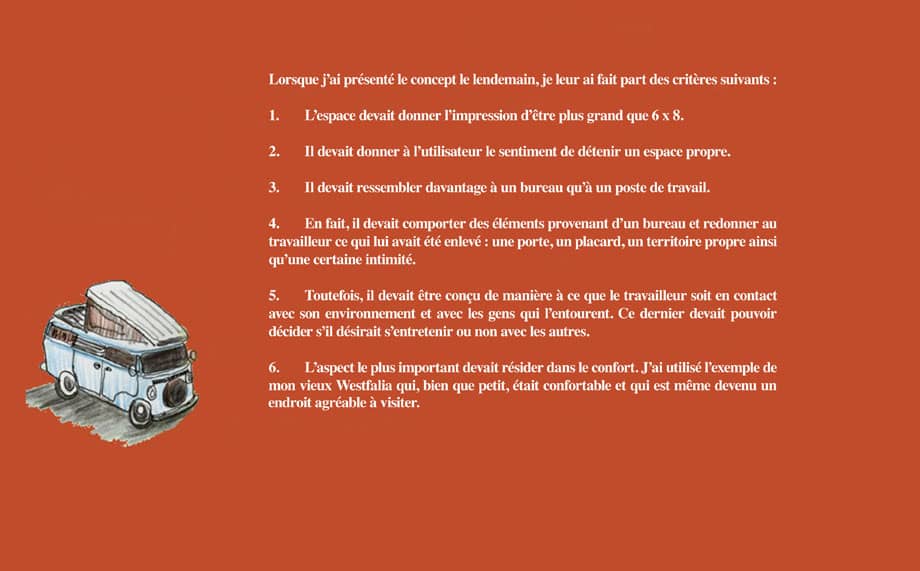 Lorsque j'ai présenté le concept le lendemain, je leur ai fait part des critères suivants :
1. L'espace devait donner l'impression d'être plus grand que 6 x 8.
2. Il devait donner à l'utilisateur le sentiment de détenir un espace propre.
3. Il devait ressembler davantage à un bureau qu'à un poste de travail.
4. En fait, il devait comporter des éléments provenant d'un bureau et redonner au
travailleur ce qui lui avait été enlevé : une porte, un placard, un territoire propre ainsi
qu'une certaine intimité.
5. Toutefois, il devait être conçu de manière à ce que le travailleur soit en contact
avec son environnement et avec les gens qui l'entourent. Ce dernier devait pouvoir
décider s'il désirait s'entretenir ou non avec les autres.
6. L'aspect le plus important devait résider dans le confort. J'ai utilisé l'exemple de
mon vieux Westfalia qui, bien que petit, était confortable et qui est même devenu un
endroit agréable à visiter.